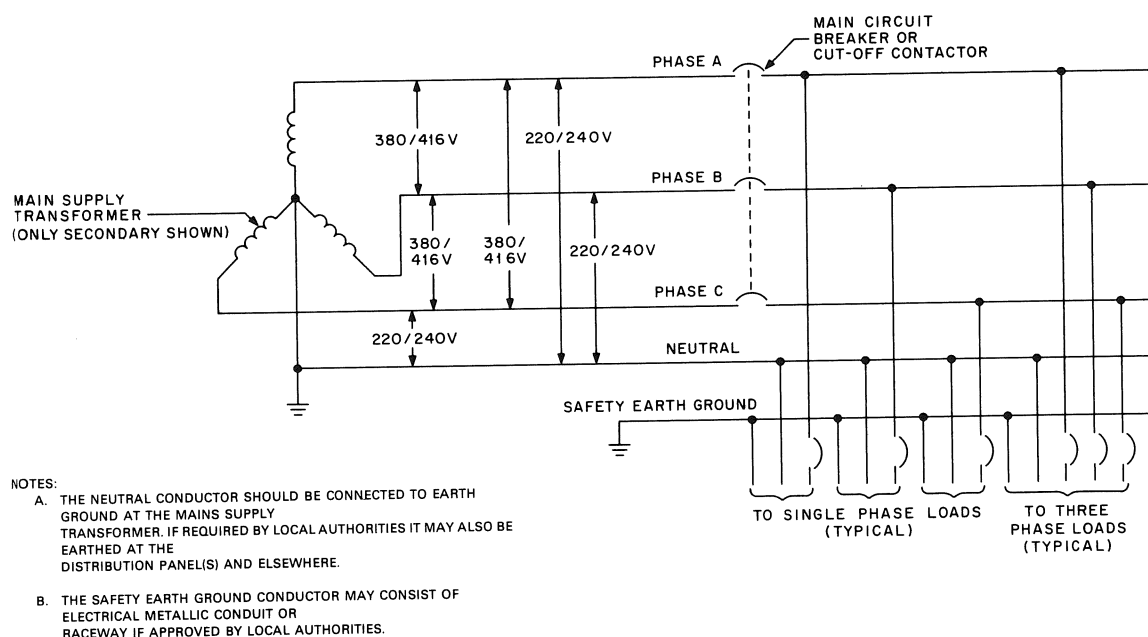 MAIN CIRCUIT
BREAKER OR
CUT-OFF CONTACTOR
PHASE A
380/416V
220/240V
PHASE B
MAIN SUPPLY
TRANSFORMER
(ONLY SECONDARY SHOWN)
380/
416V
380/
416V
220/240V
PHASE C
220/240V
NEUTRAL
SAFETY EARTH GROUND
TO SINGLE PHASE LOADS
(TYPICAL)
TO THREE
PHASE LOADS
(TYPICAL)
NOTES:
A. THE NEUTRAL CONDUCTOR SHOULD BE CONNECTED TO EARTH
GROUND AT THE MAINS SUPPLY
TRANSFORMER. IF REQUIRED BY LOCAL AUTHORITIES IT MAY ALSO BE
EARTHED AT THE
DISTRIBUTION PANEL(S) AND ELSEWHERE.
B. THE SAFETY EARTH GROUND CONDUCTOR MAY CONSIST OF
ELECTRICAL METALLIC CONDUIT OR
RACEWAY IF APPROVED BY LOCAL AUTHORITIES.